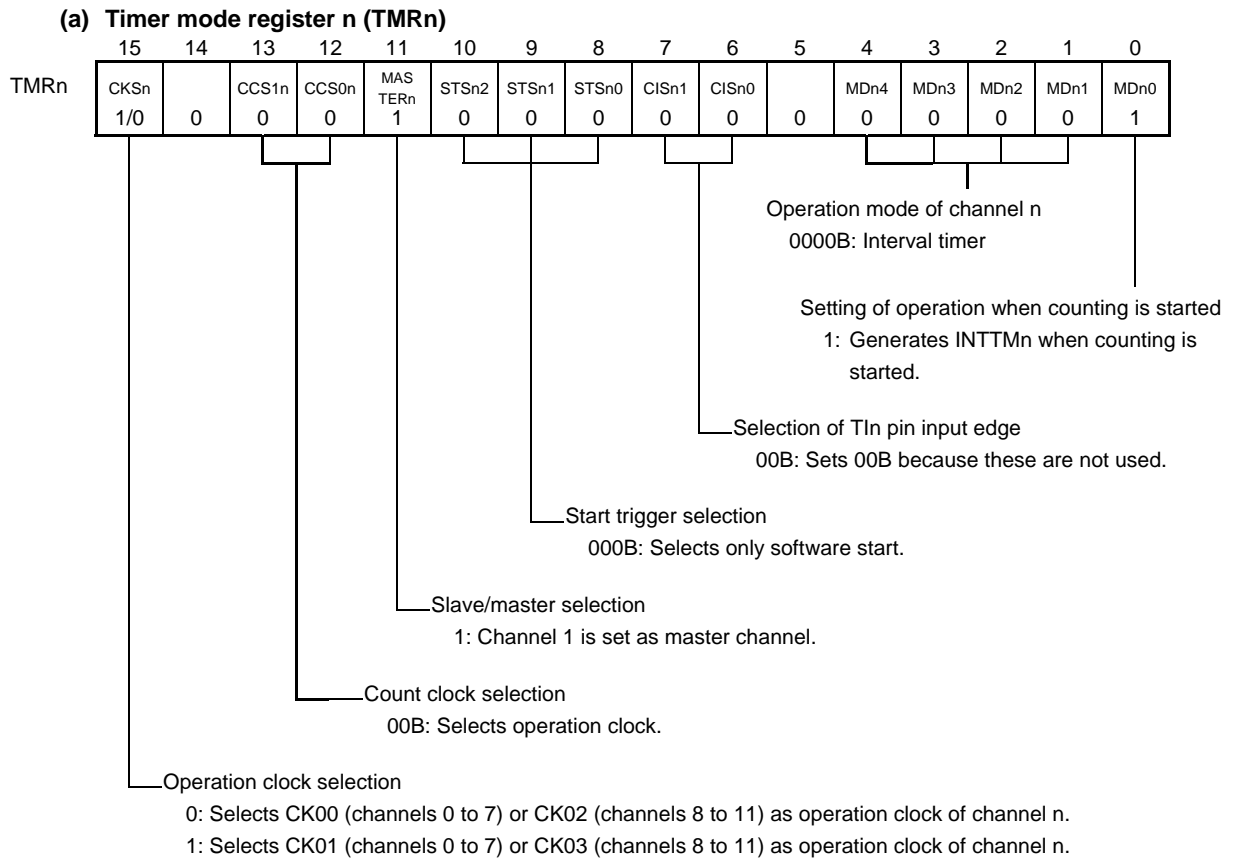 (a) Timer mode register n (TMRn)
15 14 13 12 11 10 9 8 7 6 5 4 3 2 1 0
TMRn CKSn CCS1n CCS0n MAS TERn STSn2 STSn1 STSn0 CISn1 CISn0 MDn4 MDn3 MDn2 MDn1 MDn0
1/0 0 0 0 1 0 0 0 0 0 0 0 0 0 0 1
Operation mode of channel n
0000B: Interval timer
Setting of operation when counting is started
1: Generates INTTMn when counting is
started.
Selection of TIn pin input edge
00B: Sets 00B because these are not used.
Start trigger selection
000B: Selects only software start.
Slave/master selection
1: Channel 1 is set as master channel.
Count clock selection
00B: Selects operation clock.
Operation clock selection
0: Selects CK00 (channels 0 to 7) or CK02 (channels 8 to 11) as operation clock of channel n.
1: Selects CK01 (channels 0 to 7) or CK03 (channels 8 to 11) as operation clock of channel n.